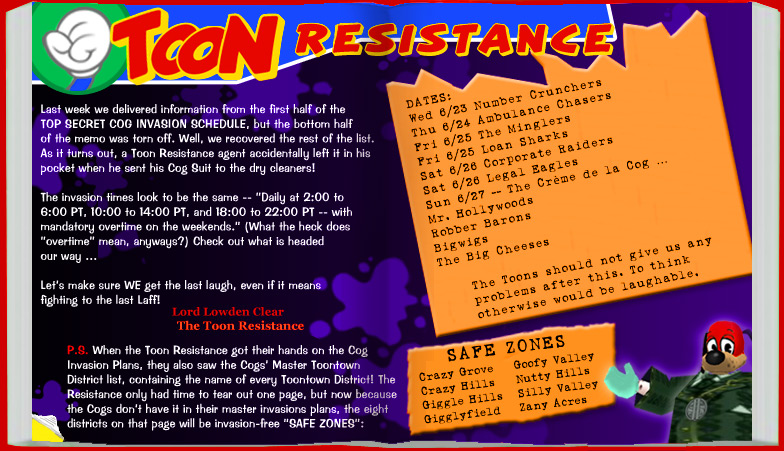 TOON RESISTANCE
Last week we delivered information from the first half of the
TOP SECRET COG INVASION SCHEDULE, but the bottom half
of the memo was torn off. Well, we recovered the rest of the list.
As it turns out, a Toon Resistance agent accidentally left it in his
pocket when he sent his Cog Suit to the dry cleaners!
The invasion times look to be the same -- "Daily at 2:00 to
6:00 PT, 10:00 to 14:00 PT, and 18:00 to 22:00 PT -- with
mandatory overtime on the weekends." (What the heck does
"overtime" mean, anyways?) Check out what is headed
our way ...
Let's make sure WE get the last laugh, even if it means
fighting to the last Laff!
Lord Lowden Clear
The Toon Resistance
P.S. When the Toon Resistance got their hands on the Cog
Invasion Plans, they also saw the Cogs' Master Toontown
District list, containing the name of every Toontown District! The
Resistance only had time to tear out one page, but now because
the Cogs don't have it in their master invasions plans, the eight
districts on that page will be invasion-free "SAFE ZONES":
DATES:
Wed 6/23 Number Crunchers
Thu 6/24 Ambulance Chasers
Fri 6/25 The Minglers
Fri 6/25 Loan Sharks
Sat 6/26 Corporate Raiders
Sat 6/26 Legal Eagles
Sun 6/27 -- The Crème de la Cog ...
Mr. Hollywoods
Robber Barons
Bigwigs
The Big Cheeses
The Toons should not give us any
problems after this. To think
otherwise would be laughable.
SAFE ZONES
Crazy Grove
Crazy Hills
Giggle Hills
Gigglyfield
Goofy Valley
Nutty Hills
Silly Valley
Zany Acres